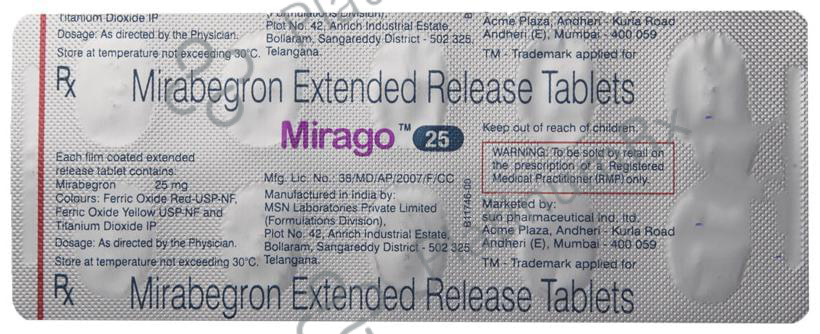 Titanium Dioxide IP
Dosage: As directed by the Physician.
Store at temperature not exceeding 30°C.
(Formulations Division),
Plot No. 42, Anrich Industrial Estate,
Bollaram, Sangareddy District - 502 325,
Telangana.
Acme Plaza, Andheri - Kurla Road
Andheri (E), Mumbai - 400 059
TM - Trademark applied for
Rx Mirabegron Extended Release Tablets
Mirago™ 25
Each film coated extended
release tablet contains:
Mirabegron 25 mg
Colours: Ferric Oxide Red-USP-NF,
Ferric Oxide Yellow USP-NF and
Titanium Dioxide IP
Dosage: As directed by the Physician.
Store at temperature not exceeding 30°C.
Mfg. Lic. No.: 38/MD/AP/2007/F/CC
Manufactured in India by:
MSN Laboratories Private Limited
(Formulations Division),
Plot No. 42, Anrich Industrial Estate,
Bollaram, Sangareddy District - 502 325,
Telangana.
Keep out of reach of children.
WARNING: To be sold by retail on
the prescription of a Registered
Medical Practitioner (RMP) only.
Marketed by:
sun pharmaceutical ind. ltd.
Acme Plaza, Andheri - Kurla Road
Andheri (E), Mumbai - 400 059
TM - Trademark applied for
Rx Mirabegron Extended Release Tablets